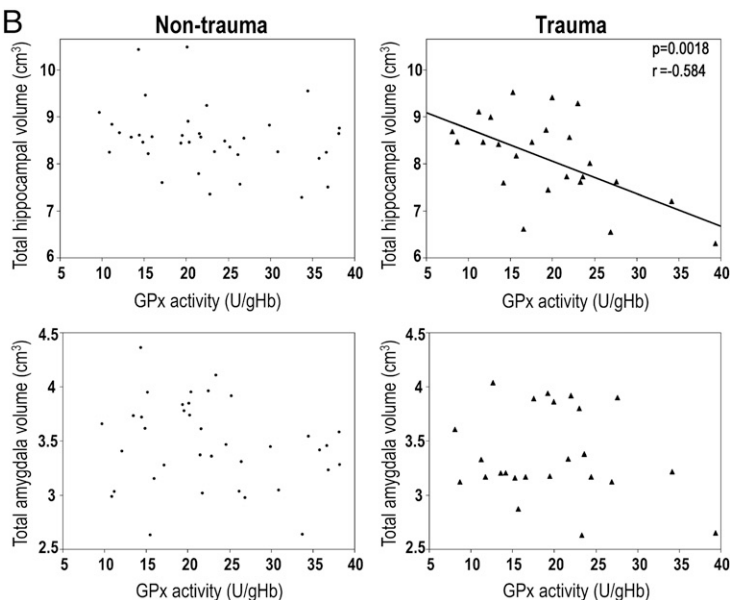 B
Non-trauma
Total hippocampal volume (cm³)
10
9
8
7
6
5 10 15 20 25 30 35 40
GPx activity (U/gHb)
Trauma
p=0.0018
r =-0.584
Total hippocampal volume (cm³)
10
9
8
7
6
5 10 15 20 25 30 35 40
GPx activity (U/gHb)
Total amygdala volume (cm³)
4.5
4
3.5
3
2.5
5 10 15 20 25 30 35 40
GPx activity (U/gHb)
Total amygdala volume (cm³)
4.5
4
3.5
3
2.5
5 10 15 20 25 30 35 40
GPx activity (U/gHb)